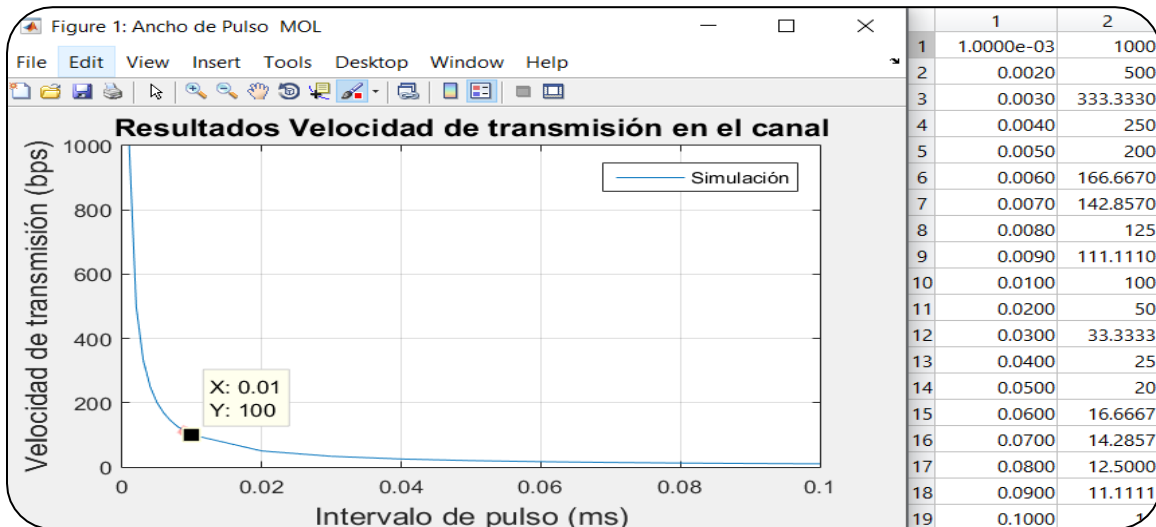 Figure 1: Ancho de Pulso MOL
File Edit View Insert Tools Desktop Window Help
Resultados Velocidad de transmisión en el canal
Velocidad de transmisión (bps)
1000
800
600
400
200
0
Simulación
X: 0.01
Y: 100
0 0.02 0.04 0.06 0.08 0.1
Intervalo de pulso (ms)
1 2
1 1.0000e-03 1000
2 0.0020 500
3 0.0030 333.3330
4 0.0040 250
5 0.0050 200
6 0.0060 166.6670
7 0.0070 142.8570
8 0.0080 125
9 0.0090 111.1110
10 0.0100 100
11 0.0200 50
12 0.0300 33.3333
13 0.0400 25
14 0.0500 20
15 0.0600 16.6667
16 0.0700 14.2857
17 0.0800 12.5000
18 0.0900 11.1111
19 0.1000